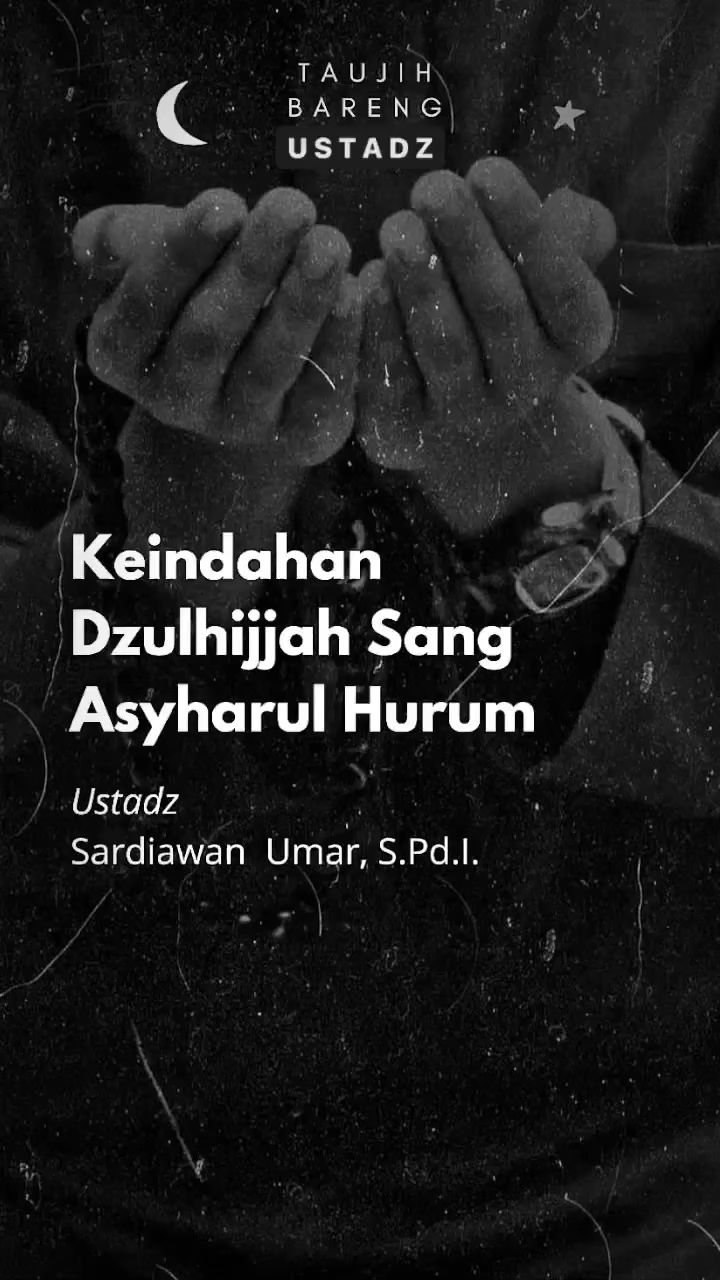 TAUJIH
BARENG
USTADZ
Keindahan
Dzulhijjah Sang
Asyharul Hurum
Ustadz
Sardiawan Umar, S.Pd.I.